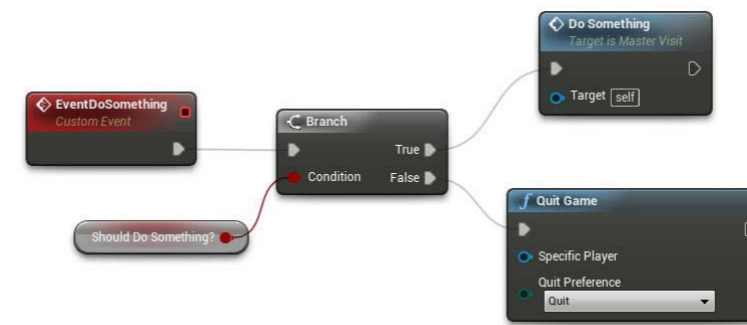 EventDoSomething
Custom Event
Should Do Something?
Branch
True
Condition
False
Do Something
Target is Master Visit
Target self
Quit Game
Specific Player
Quit Preference
Quit